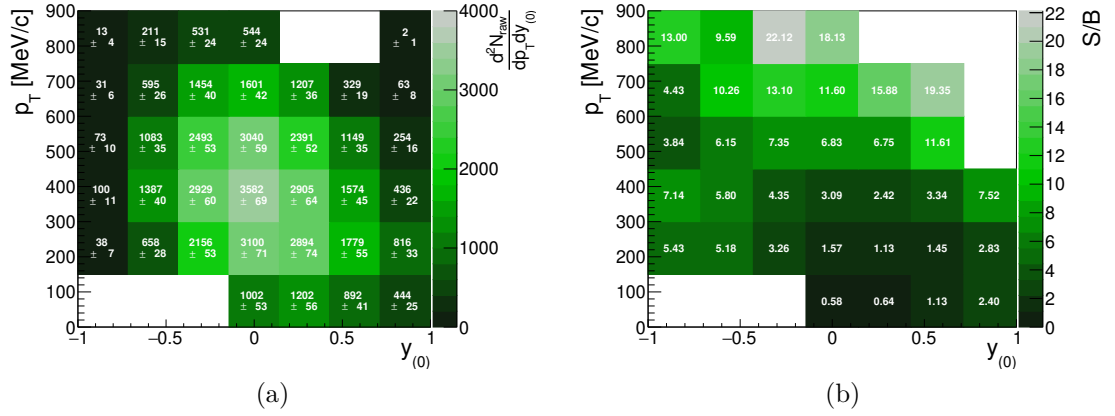 p_T [MeV/c]
900
800
700
600
500
400
300
200
100
0
13 ± 4 211 ± 15 531 ± 24 544 ± 24 2 ± 1
31 ± 6 595 ± 26 1454 ± 40 1601 ± 42 1207 ± 36 329 ± 19 63 ± 8
73 ± 10 1083 ± 35 2493 ± 53 3040 ± 59 2391 ± 52 1149 ± 35 254 ± 16
100 ± 11 1387 ± 40 2929 ± 60 3582 ± 69 2905 ± 64 1574 ± 45 436 ± 22
38 ± 7 658 ± 28 2156 ± 53 3100 ± 71 2894 ± 74 1779 ± 55 816 ± 33
1002 ± 53 1202 ± 56 892 ± 41 444 ± 25
−1 −0.5 0 0.5 1
y_(0)
4000
3000
2000
1000
0
d²N_raw
dp_T dy_(0)
(a)
p_T [MeV/c]
900
800
700
600
500
400
300
200
100
0
13.00 9.59 22.12 18.13
4.43 10.26 13.10 11.60 15.88 19.35
3.84 6.15 7.35 6.83 6.75 11.61
7.14 5.80 4.35 3.09 2.42 3.34 7.52
5.43 5.18 3.26 1.57 1.13 1.45 2.83
0.58 0.64 1.13 2.40
−1 −0.5 0 0.5 1
y_(0)
22
20
18
16
14
12
10
8
6
4
2
0
S/B
(b)